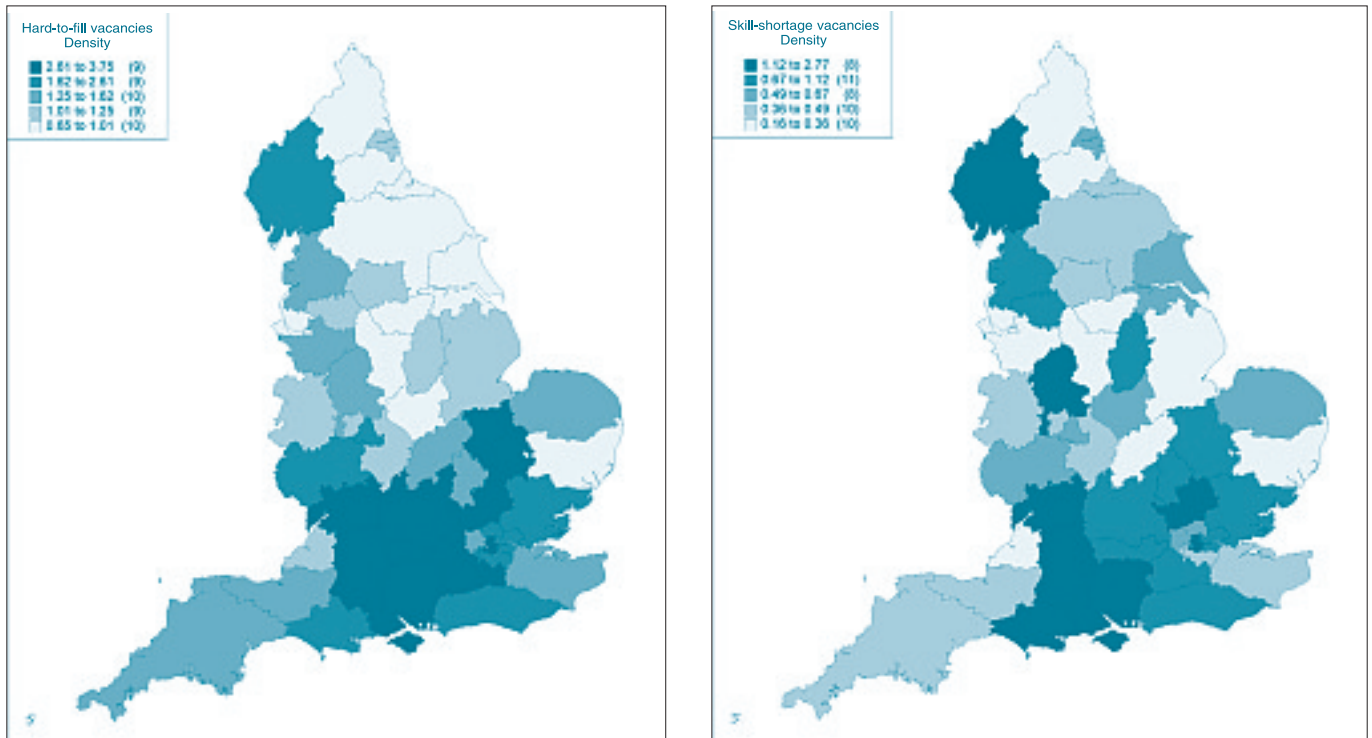 Hard-to-fill vacancies
Density
2.61 to 3.75 (9)
1.62 to 2.61 (9)
1.25 to 1.62 (10)
1.01 to 1.25 (9)
0.65 to 1.01 (10)
Skill-shortage vacancies
Density
1.12 to 2.77 (8)
0.67 to 1.12 (11)
0.49 to 0.67 (8)
0.36 to 0.49 (10)
0.16 to 0.36 (10)